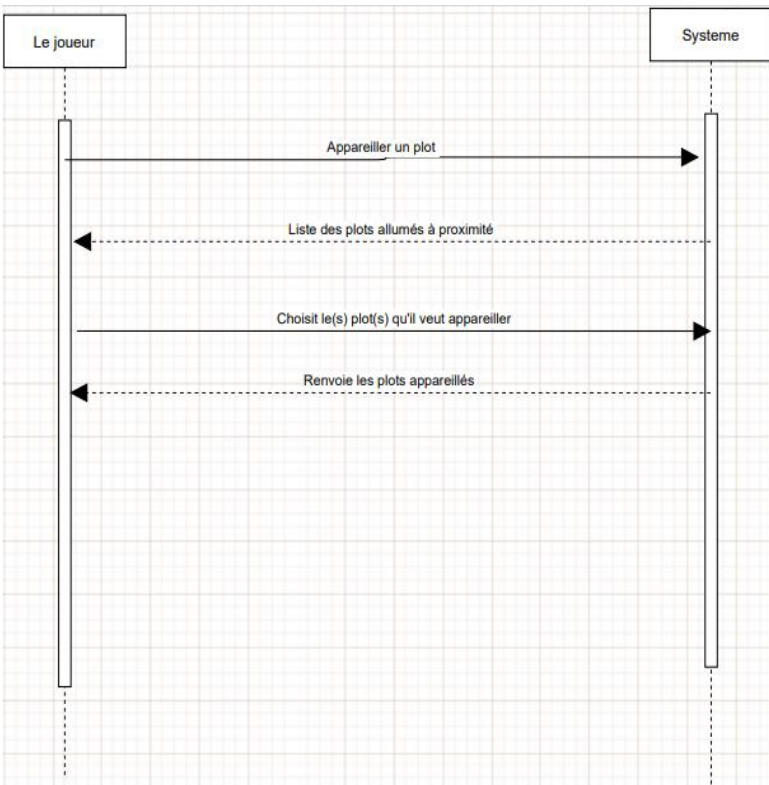 Le joueur
Systeme
Appareiller un plot
Liste des plots allumés à proximité
Choisit le(s) plot(s) qu'il veut appareiller
Renvoie les plots appareillés